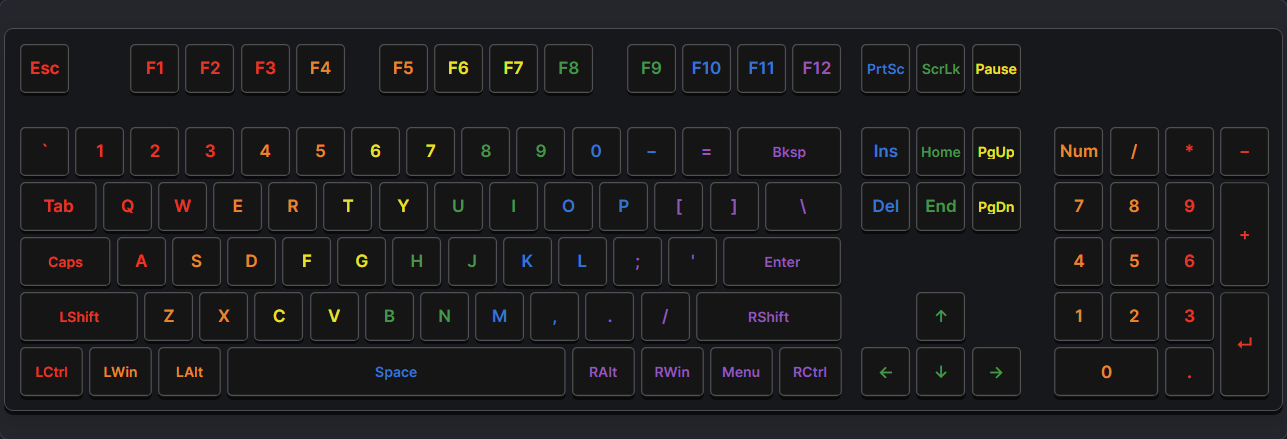 Esc F1 F2 F3 F4 F5 F6 F7 F8 F9 F10 F11 F12 PrtSc ScrLk Pause
` 1 2 3 4 5 6 7 8 9 0 − = Bksp Ins Home PgUp Num / * −
Tab Q W E R T Y U I O P [ ] \ Del End PgDn 7 8 9 +
Caps A S D F G H J K L ; ' Enter 4 5 6
LShift Z X C V B N M , . / RShift ↑ 1 2 3 ↵
LCtrl LWin LAlt Space RAlt RWin Menu RCtrl ← ↓ → 0 .